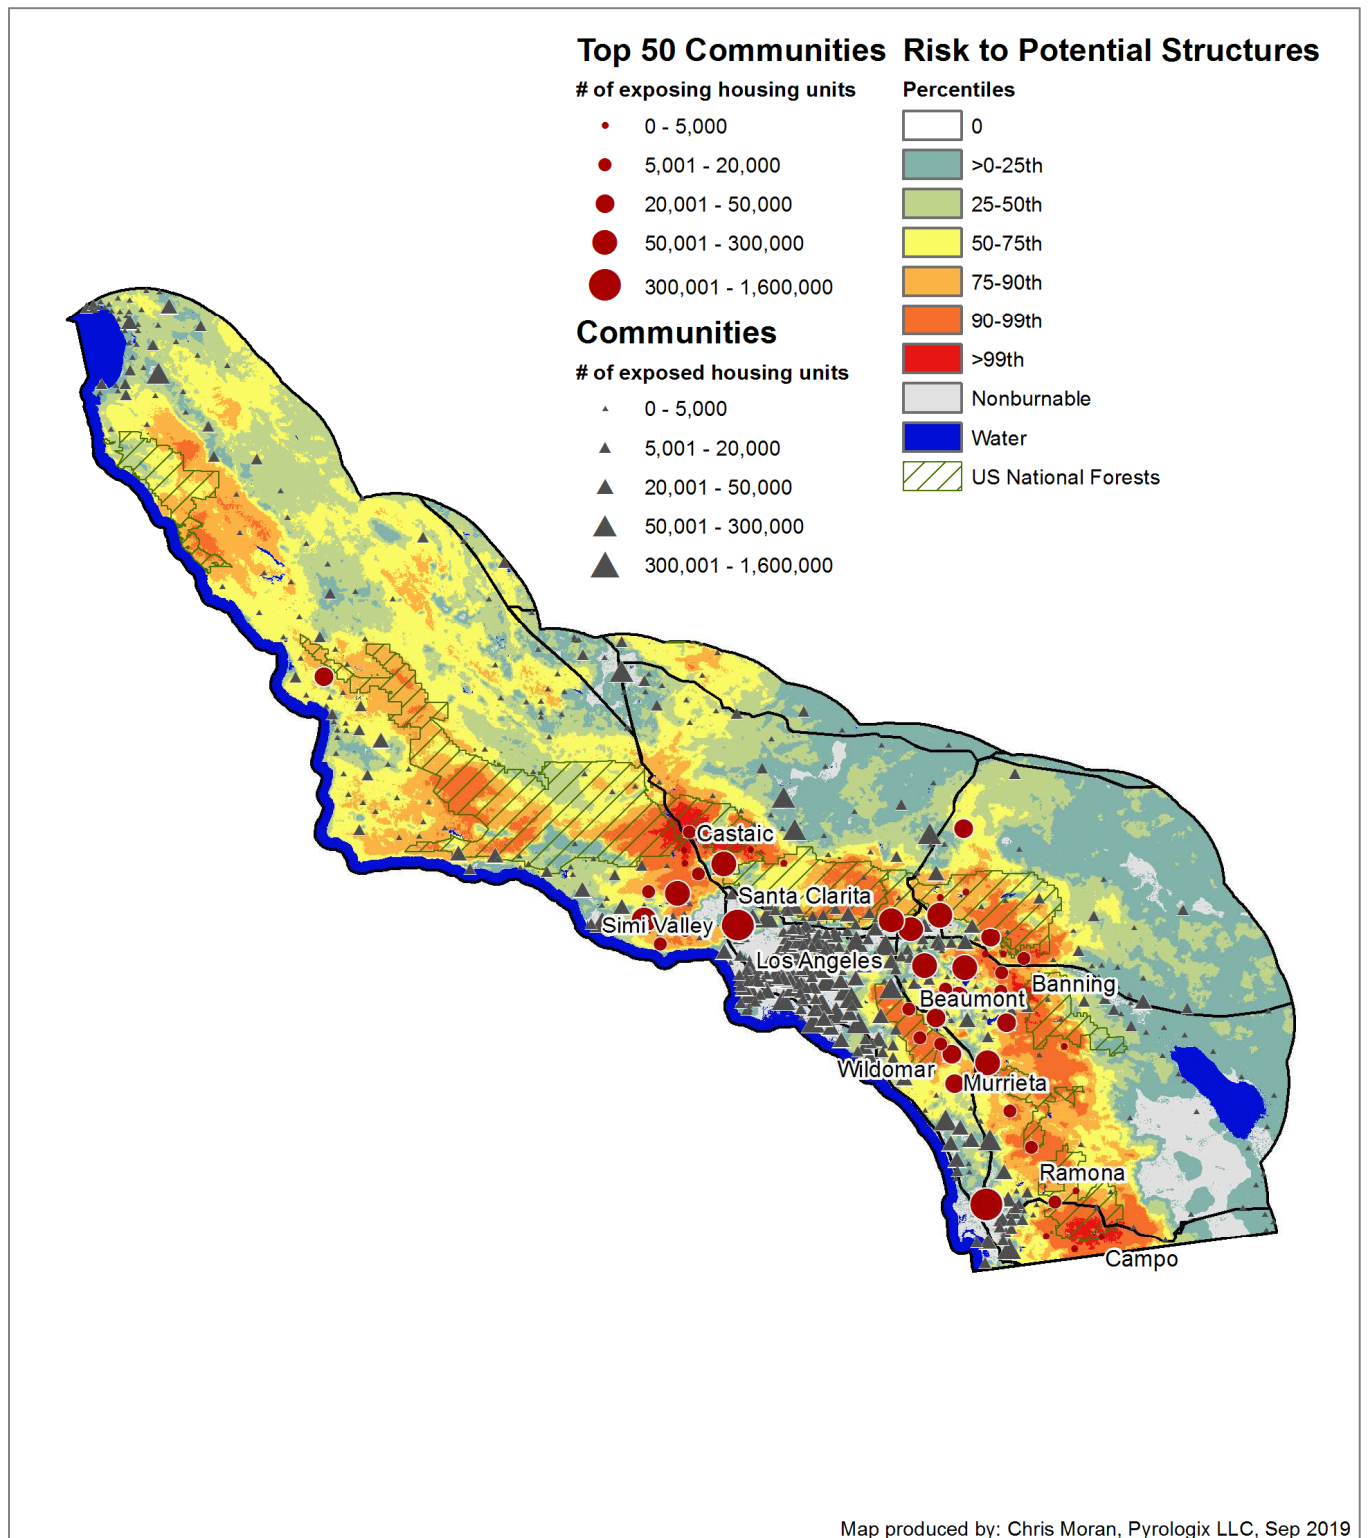 Top 50 Communities
# of exposing housing units
0 - 5,000
5,001 - 20,000
20,001 - 50,000
50,001 - 300,000
300,001 - 1,600,000
Communities
# of exposed housing units
0 - 5,000
5,001 - 20,000
20,001 - 50,000
50,001 - 300,000
300,001 - 1,600,000
Risk to Potential Structures
Percentiles
0
>0-25th
25-50th
50-75th
75-90th
90-99th
>99th
Nonburnable
Water
US National Forests
Castaic
Santa Clarita
Simi Valley
Los Angeles
Banning
Beaumont
Wildomar
Murrieta
Ramona
Campo
Map produced by: Chris Moran, Pyrologix LLC, Sep 2019